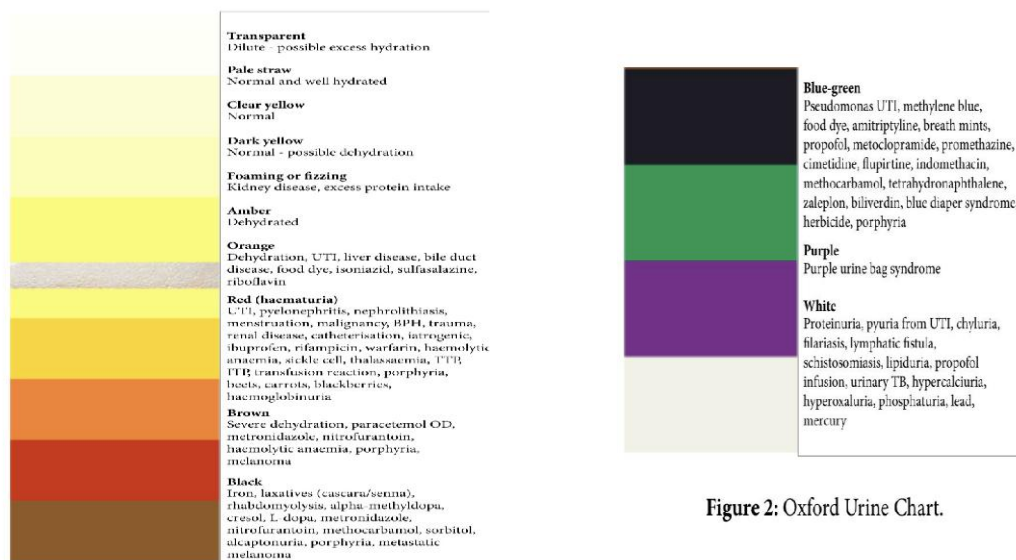 Transparent
Dilute - possible excess hydration
Pale straw
Normal and well hydrated
Clear yellow
Normal
Dark yellow
Normal - possible dehydration
Foaming or fizzing
Kidney disease, excess protein intake
Amber
Dehydrated
Orange
Dehydration, UTI, liver disease, bile duct
disease, food dye, isoniazid, sulfasalazine,
riboflavin
Red (haematuria)
UTI, pyelonephritis, nephrolithiasis,
menstruation, malignancy, BPH, trauma,
renal disease, catheterisation, iatrogenic,
ibuprofen, rifampicin, warfarin, haemolytic
anaemia, sickle cell, thalassaemia, TTP,
ITP, transfusion reaction, porphyria,
beets, carrots, blackberries,
haemoglobinuria
Brown
Severe dehydration, paracetemol OD,
metronidazole, nitrofurantoin,
haemolytic anaemia, porphyria,
melanoma
Black
Iron, laxatives (cascara/senna),
rhabdomyolysis, alpha-methyldopa,
cresol, L-dopa, metronidazole,
nitrofurantoin, methocarbamol, sorbitol,
alcaptonuria, porphyria, metastatic
melanoma
Blue-green
Pseudomonas UTI, methylene blue,
food dye, amitriptyline, breath mints,
propofol, metoclopramide, promethazine,
cimetidine, flupirtine, indomethacin,
methocarbamol, tetrahydronaphthalene,
zaleplon, biliverdin, blue diaper syndrome,
herbicide, porphyria
Purple
Purple urine bag syndrome
White
Proteinuria, pyuria from UTI, chyluria,
filariasis, lymphatic fistula,
schistosomiasis, lipiduria, propofol
infusion, urinary TB, hypercalciuria,
hyperoxaluria, phosphaturia, lead,
mercury
Figure 2: Oxford Urine Chart.